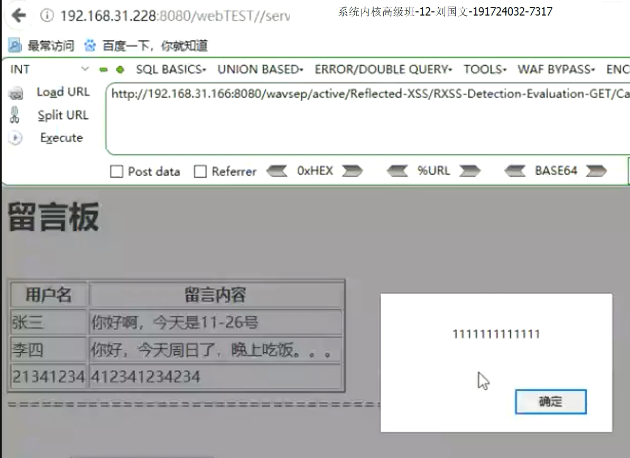 系统内核高级班-12-刘国文-191724032-7317
192.168.31.228:8080/webTEST//serv
最常访问 百度一下，你就知道
INT SQL BASICS UNION BASED ERROR/DOUBLE QUERY TOOLS WAF BYPASS ENC
Load URL http://192.168.31.166:8080/wavsep/active/Reflected-XSS/RXSS-Detection-Evaluation-GET/Ca
Split URL
Execute
Post data Referrer 0xHEX %URL BASE64
留言板
用户名 留言内容
张三 你好啊，今天是11-26号
李四 你好，今天周日了，晚上吃饭。。。
21341234 412341234234
1111111111111
确定